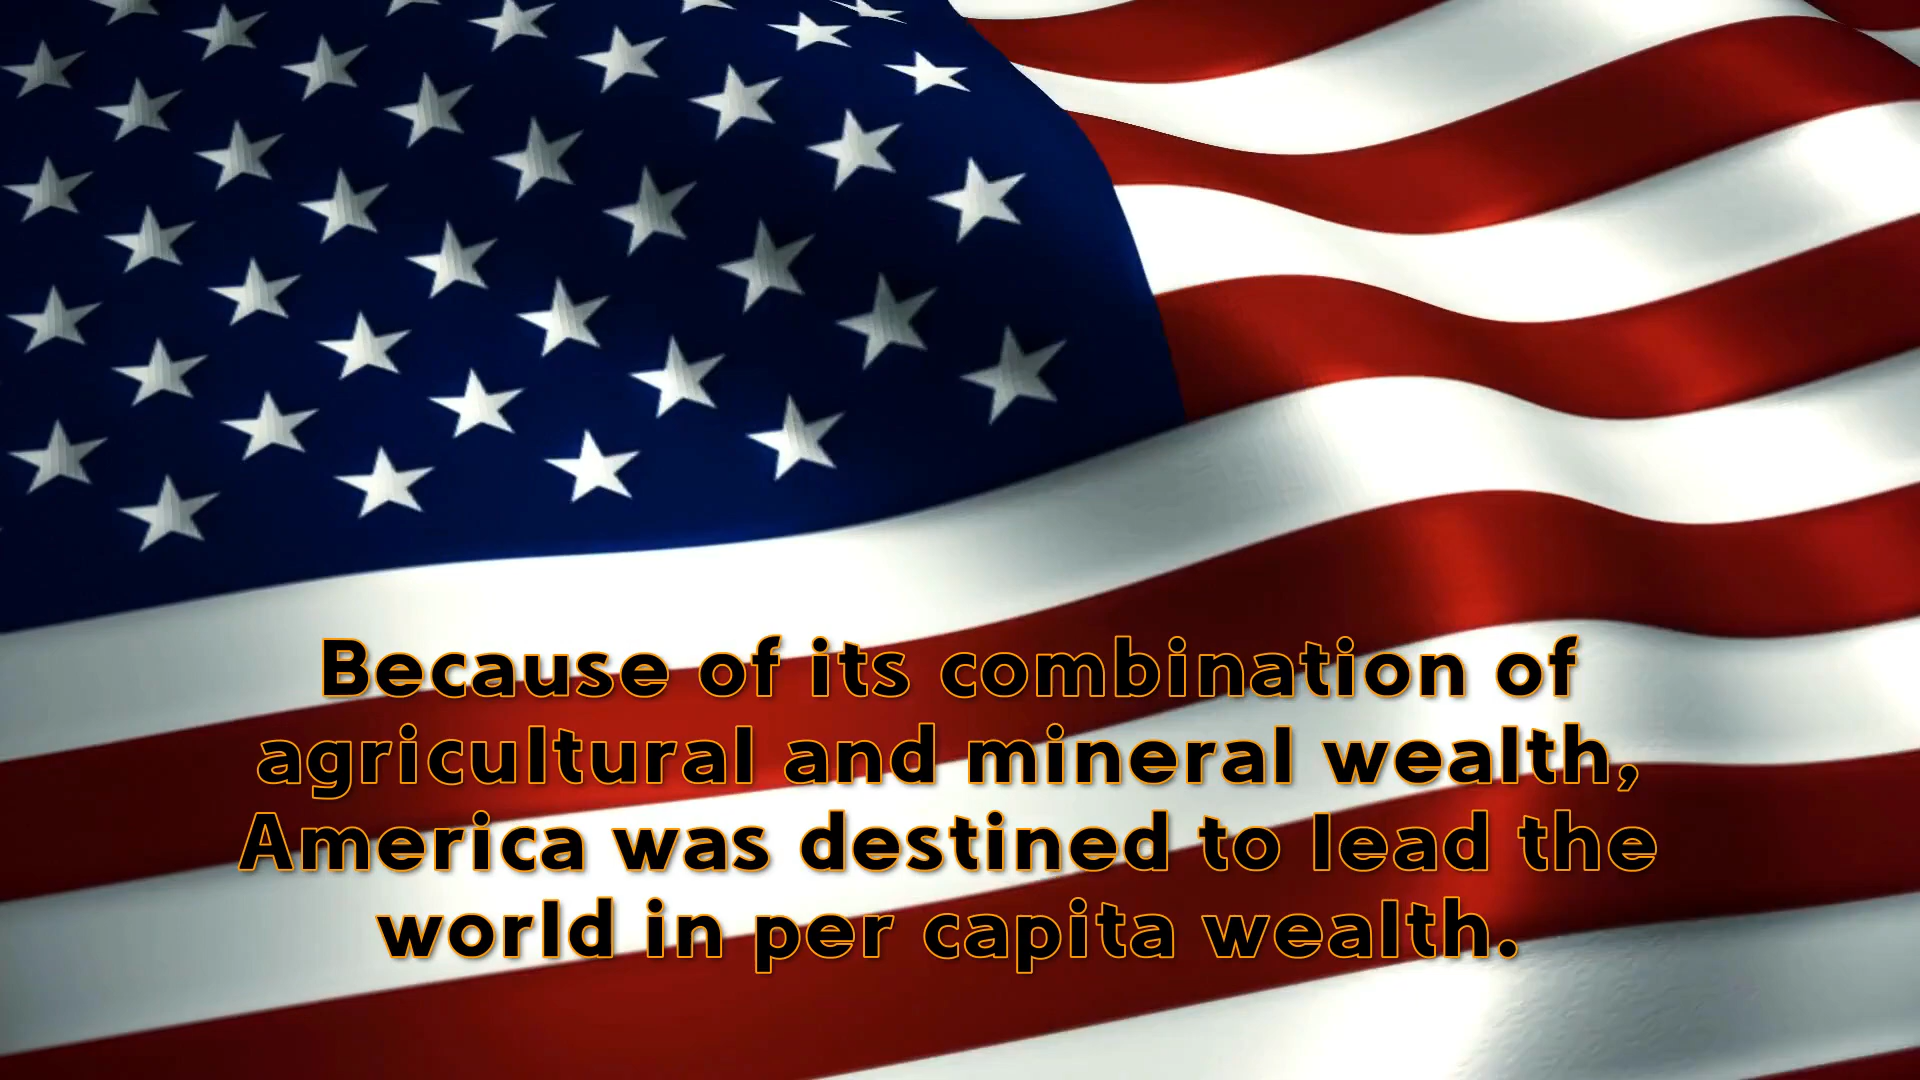 Because of its combination of
agricultural and mineral wealth,
America was destined to lead the
world in per capita wealth.